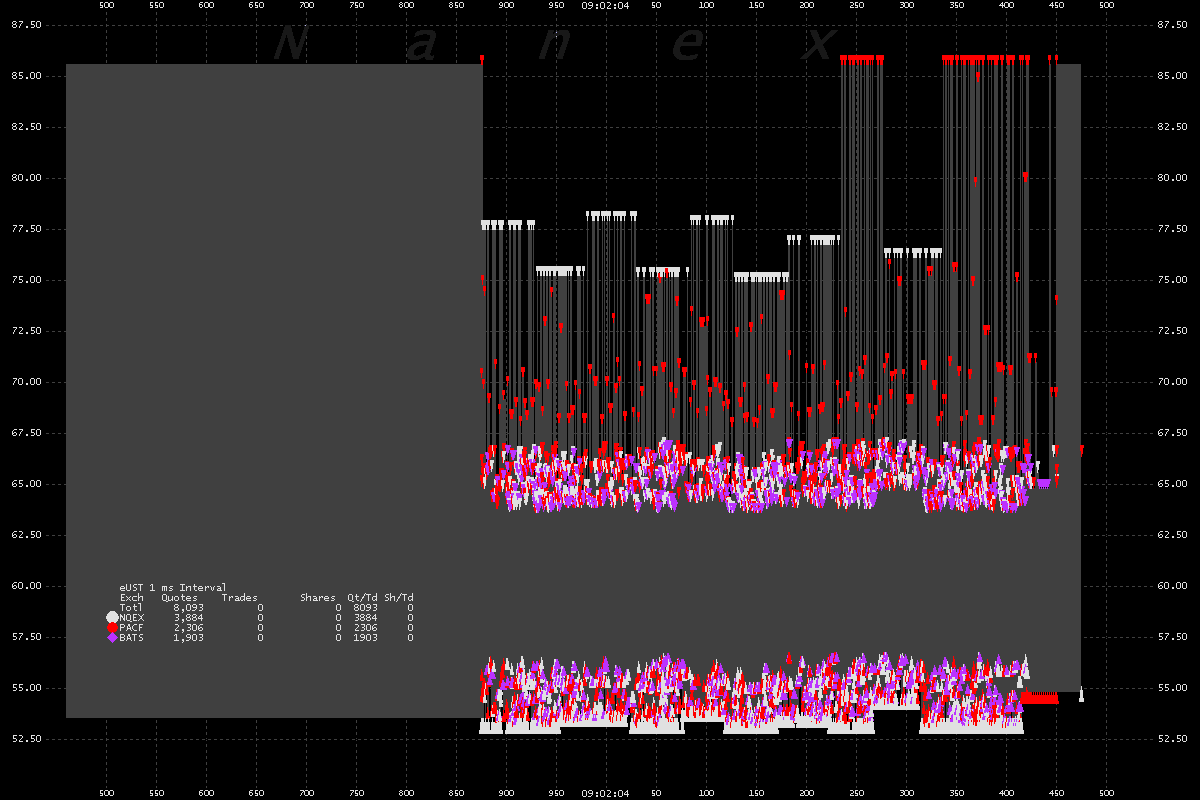 500 550 600 650 700 750 800 850 900 950 09:02:04 50 100 150 200 250 300 350 400 450 500
Nanex
87.50 87.50
85.00 85.00
82.50 82.50
80.00 80.00
77.50 77.50
75.00 75.00
72.50 72.50
70.00 70.00
67.50 67.50
65.00 65.00
62.50 62.50
60.00 60.00
eUST 1 ms Interval
Exch Quotes Trades Shares Qt/Td Sh/Td
Totl 8,093 0 0 8093 0
NQEX 3,884 0 0 3884 0
PACF 2,306 0 0 2306 0
BATS 1,903 0 0 1903 0
57.50 57.50
55.00 55.00
52.50 52.50
500 550 600 650 700 750 800 850 900 950 09:02:04 50 100 150 200 250 300 350 400 450 500